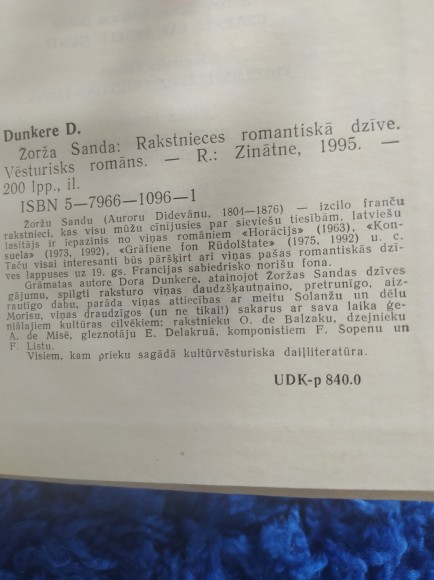 Dunkere D.
Žorža Sanda: Rakstnieces romantiskā dzīve.
Vēsturisks romāns. — R.: Zinātne, 1995. —
200 lpp., il.
ISBN 5—7966—1096—1
Žoržu Sandu (Auroru Didevānu, 1804—1876) — izcilo franču
rakstnieci, kas visu mūžu cīnījusies par sieviešu tiesībām, latviešu
lasītājs ir iepazinis no viņas romāniem «Horācijs» (1963), «Kon-
suela» (1973, 1992), «Grāfiene fon Rūdolštate» (1975, 1992) u. c.
Taču visai interesanti būs pāršķirt arī viņas pašas romantiskās dzī-
ves lappuses uz 19. gs. Francijas sabiedrisko norišu fona.
Grāmatas autore Dora Dunkere, atainojot Žoržas Sandas dzīves
gājumu, spilgti raksturo viņas daudzšķautņaino, pretrunīgo, aiz-
rautīgo dabu, parāda viņas attiecības ar meitu Solanžu un dēlu
Morisu, viņas draudzīgos (un ne tikai!) sakarus ar sava laika ģe-
niālajiem kultūras cilvēkiem: rakstnieku O. de Balzaku, dzejnieku
A. de Misē, gleznotāju E. Delakruā, komponistiem F. Šopenu un
F. Listu.
Visiem, kam prieku sagādā kultūrvēsturiska daiļliteratūra.
UDK-p 840.0